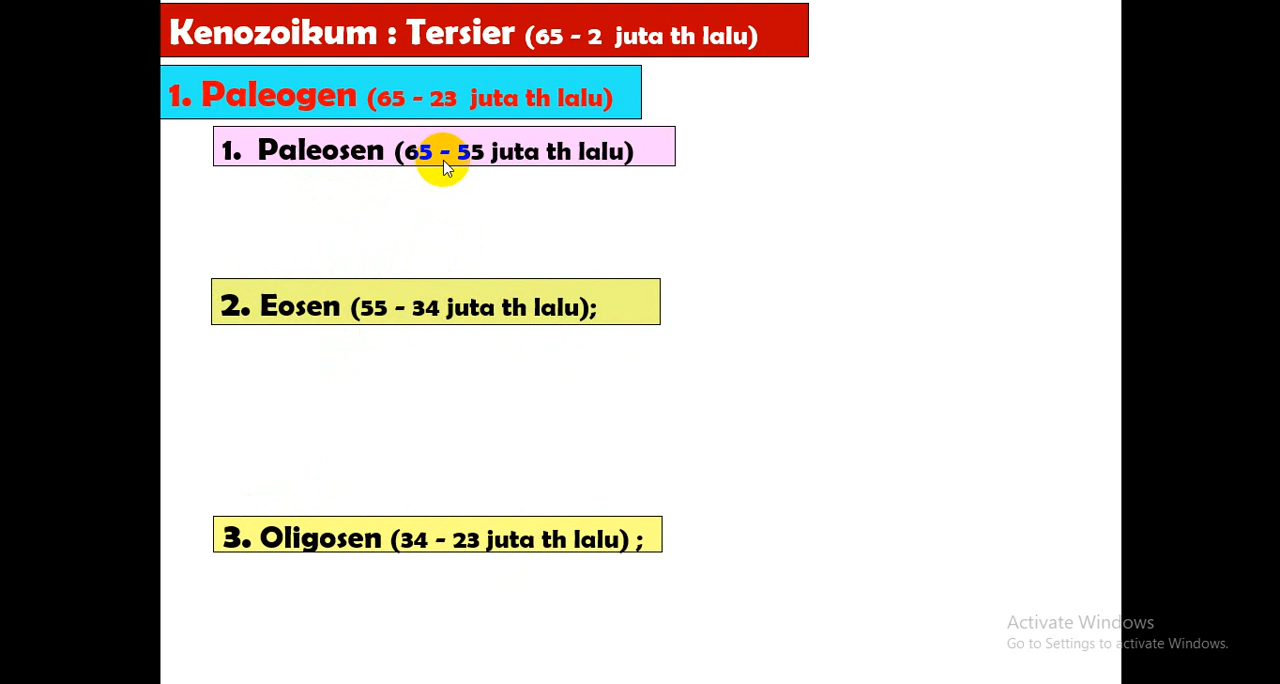 Kenozoikum : Tersier (65 - 2 juta th lalu)
1. Paleogen (65 - 23 juta th lalu)
1. Paleosen (65 - 55 juta th lalu)
2. Eosen (55 - 34 juta th lalu);
3. Oligosen (34 - 23 juta th lalu) ;
Activate Windows
Go to Settings to activate Windows.